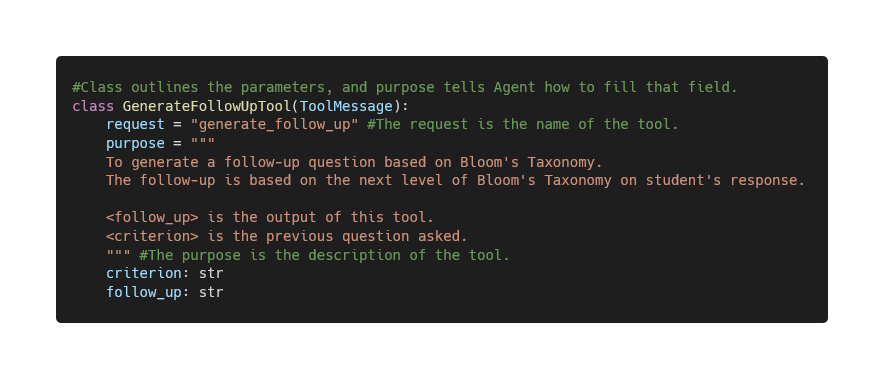 #Class outlines the parameters, and purpose tells Agent how to fill that field.
class GenerateFollowUpTool(ToolMessage):
    request = "generate_follow_up" #The request is the name of the tool.
    purpose = """
    To generate a follow-up question based on Bloom's Taxonomy.
    The follow-up is based on the next level of Bloom's Taxonomy on student's response.

    <follow_up> is the output of this tool.
    <criterion> is the previous question asked.
    """ #The purpose is the description of the tool.
    criterion: str
    follow_up: str